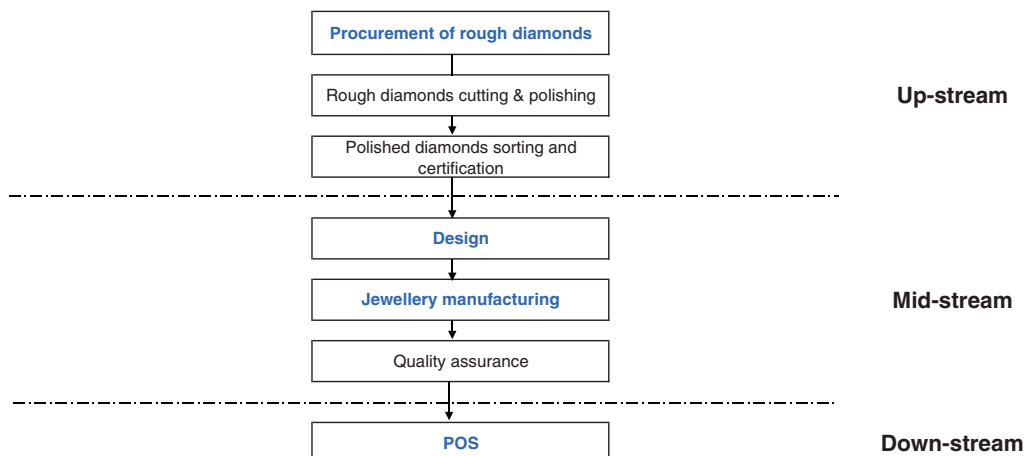 Procurement of rough diamonds
Rough diamonds cutting & polishing
Up-stream
Polished diamonds sorting and
certification
Design
Jewellery manufacturing
Mid-stream
Quality assurance
POS
Down-stream